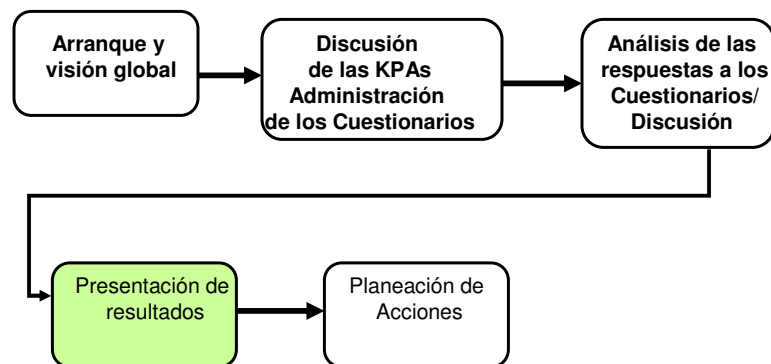 Arranque y
visión global
Discusión
de las KPAs
Administración
de los Cuestionarios
Análisis de las
respuestas a los
Cuestionarios/
Discusión
Presentación de
resultados
Planeación de
Acciones